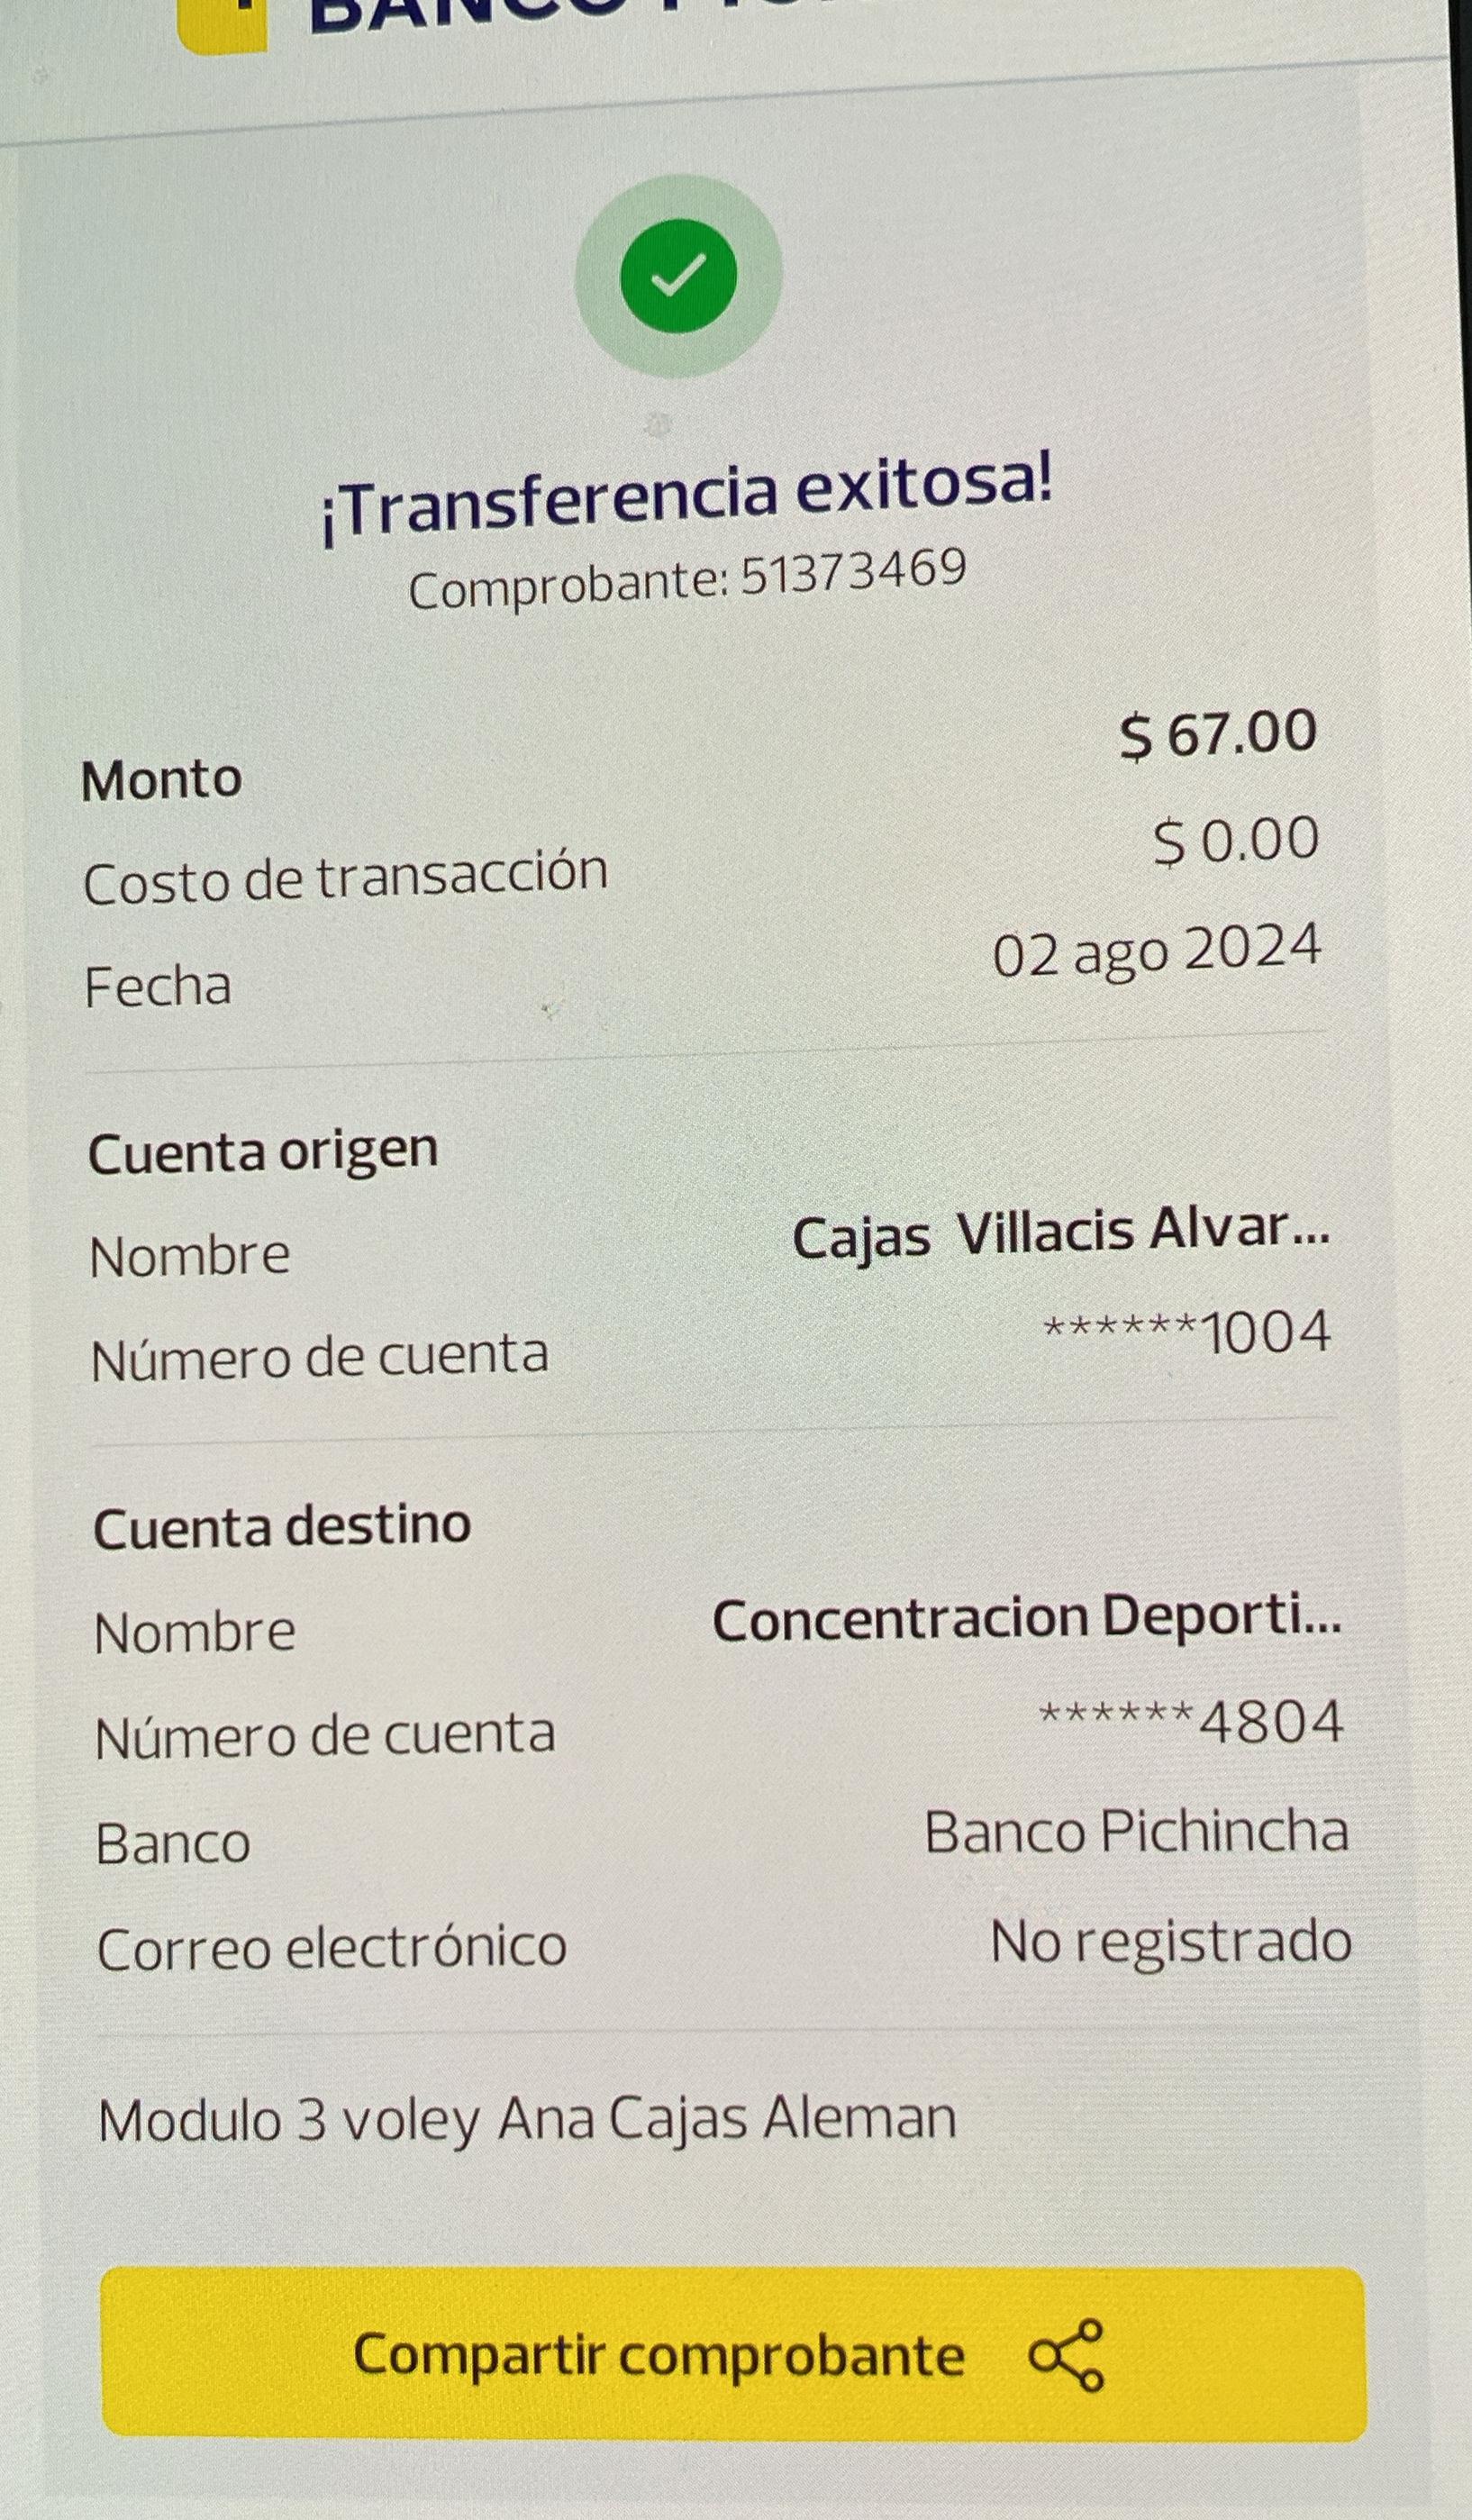 BANCO
¡Transferencia exitosa!
Comprobante: 51373469
Monto $ 67.00
Costo de transacción $ 0.00
Fecha 02 ago 2024
Cuenta origen
Nombre Cajas Villacis Alvar...
Número de cuenta ******1004
Cuenta destino
Nombre Concentracion Deporti...
Número de cuenta ******4804
Banco Banco Pichincha
Correo electrónico No registrado
Modulo 3 voley Ana Cajas Aleman
Compartir comprobante